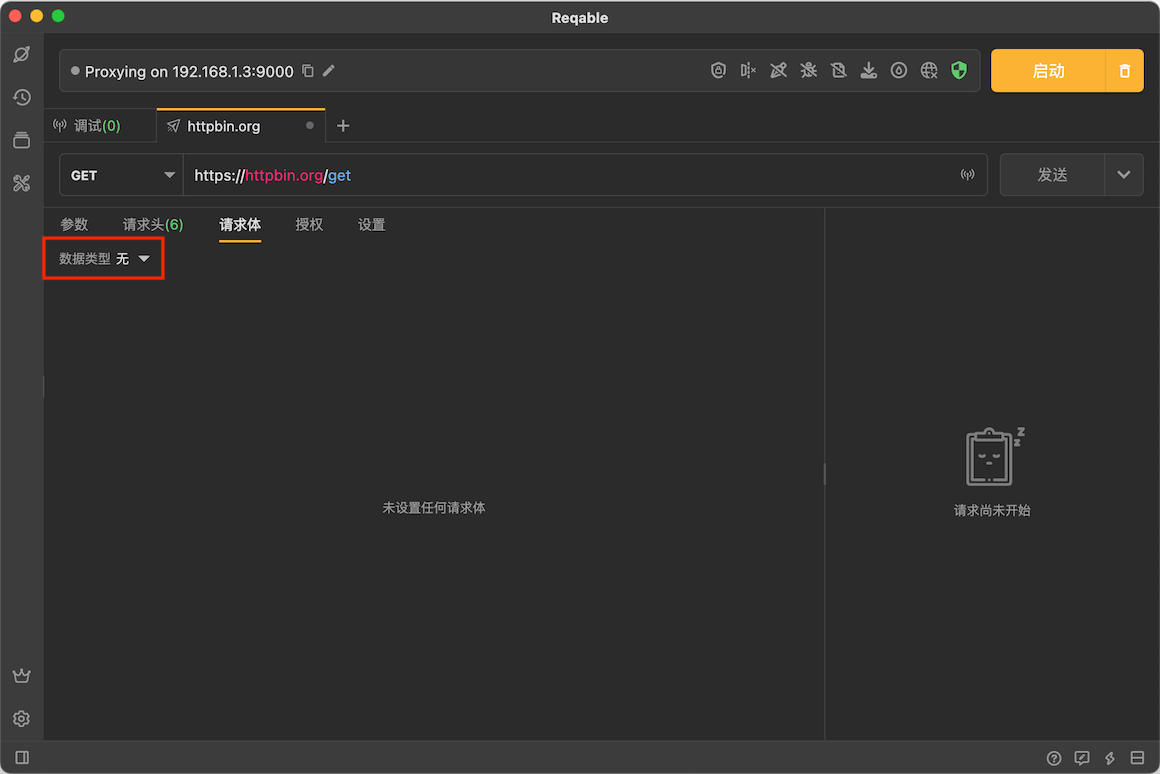 Reqable
Proxying on 192.168.1.3:9000
启动
调试(0)
httpbin.org
GET
https://httpbin.org/get
发送
参数 请求头(6) 请求体 授权 设置
数据类型 无
未设置任何请求体
请求尚未开始